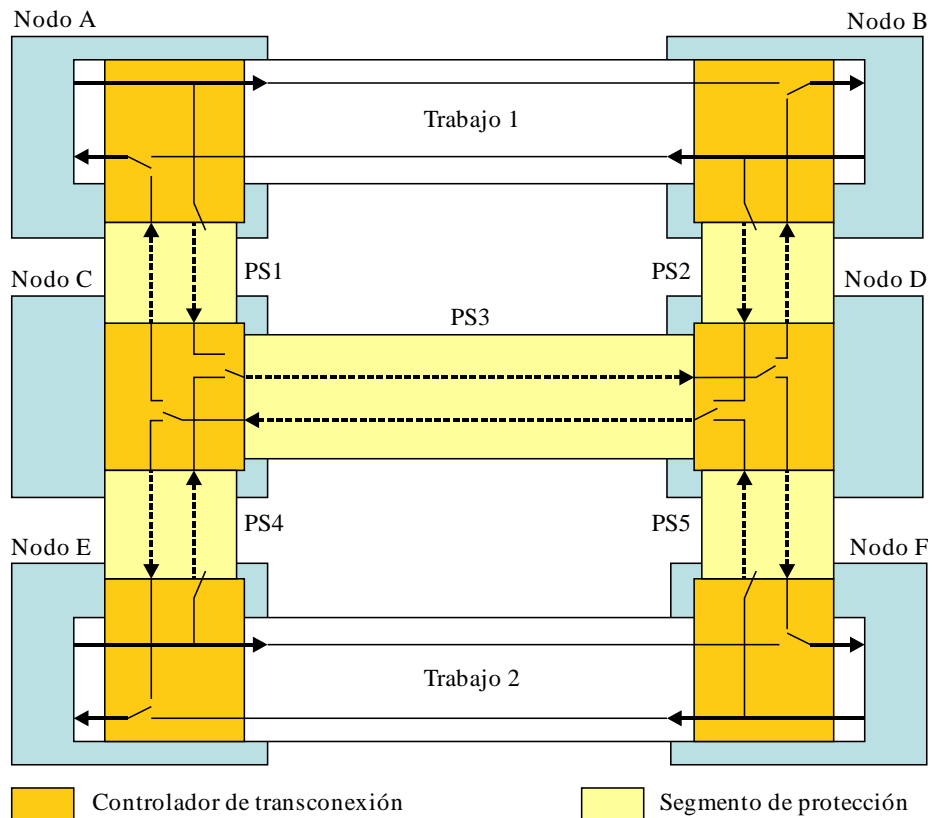 Nodo A
Nodo B
Trabajo 1
Nodo C
PS1
PS2
Nodo D
PS3
PS4
PS5
Nodo E
Nodo F
Trabajo 2
Controlador de transconexión
Segmento de protección